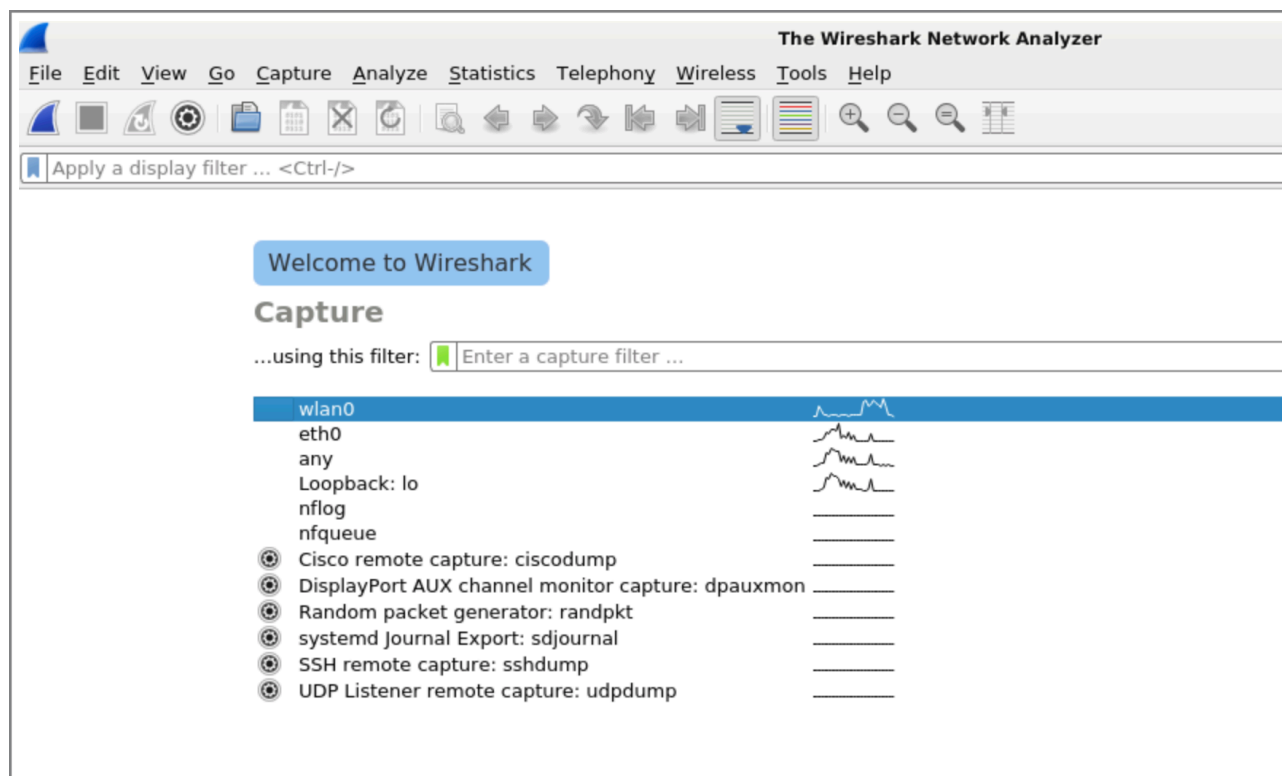 The Wireshark Network Analyzer
File Edit View Go Capture Analyze Statistics Telephony Wireless Tools Help
Apply a display filter ... <Ctrl-/>
Welcome to Wireshark
Capture
...using this filter: Enter a capture filter ...
wlan0
eth0
any
Loopback: lo
nflog
nfqueue
Cisco remote capture: ciscodump
DisplayPort AUX channel monitor capture: dpauxmon
Random packet generator: randpkt
systemd Journal Export: sdjournal
SSH remote capture: sshdump
UDP Listener remote capture: udpdump